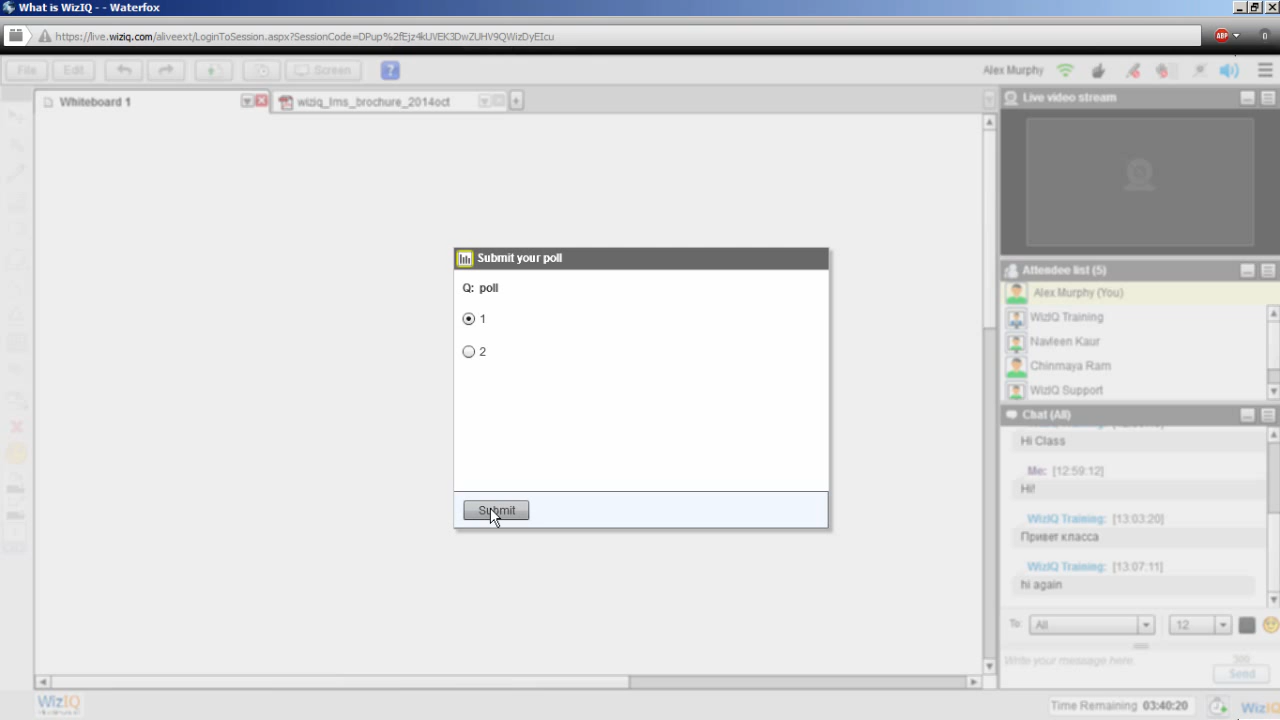 What is WizIQ - - Waterfox
https://live.wiziq.com/aliveext/LoginToSession.aspx?SessionCode=DPup%2fEjz4kUVEK3DwZUHV9QWizDyEIcu
ABP
0
File Edit Screen ? Alex Murphy
Whiteboard 1 wiziq_lms_brochure_2014oct +
Live video stream
Submit your poll
Q: poll
1
2
Submit
Attendee list (5)
Alex Murphy (You)
WizIQ Training
Navleen Kaur
Chinmaya Ram
WizIQ Support
Chat (All)
Hi Class
Me: [12:59:12]
Hi!
WizIQ Training: [13:03:20]
Привет класса
WizIQ Training: [13:07:11]
hi again
To: All 12
Write your message here. 300
Send
WizIQ Time Remaining 03:40:20 WizIQ